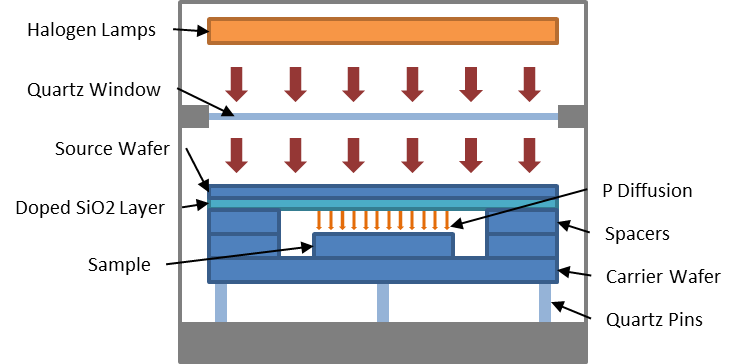 Halogen Lamps
Quartz Window
Source Wafer
Doped SiO2 Layer
Sample
P Diffusion
Spacers
Carrier Wafer
Quartz Pins